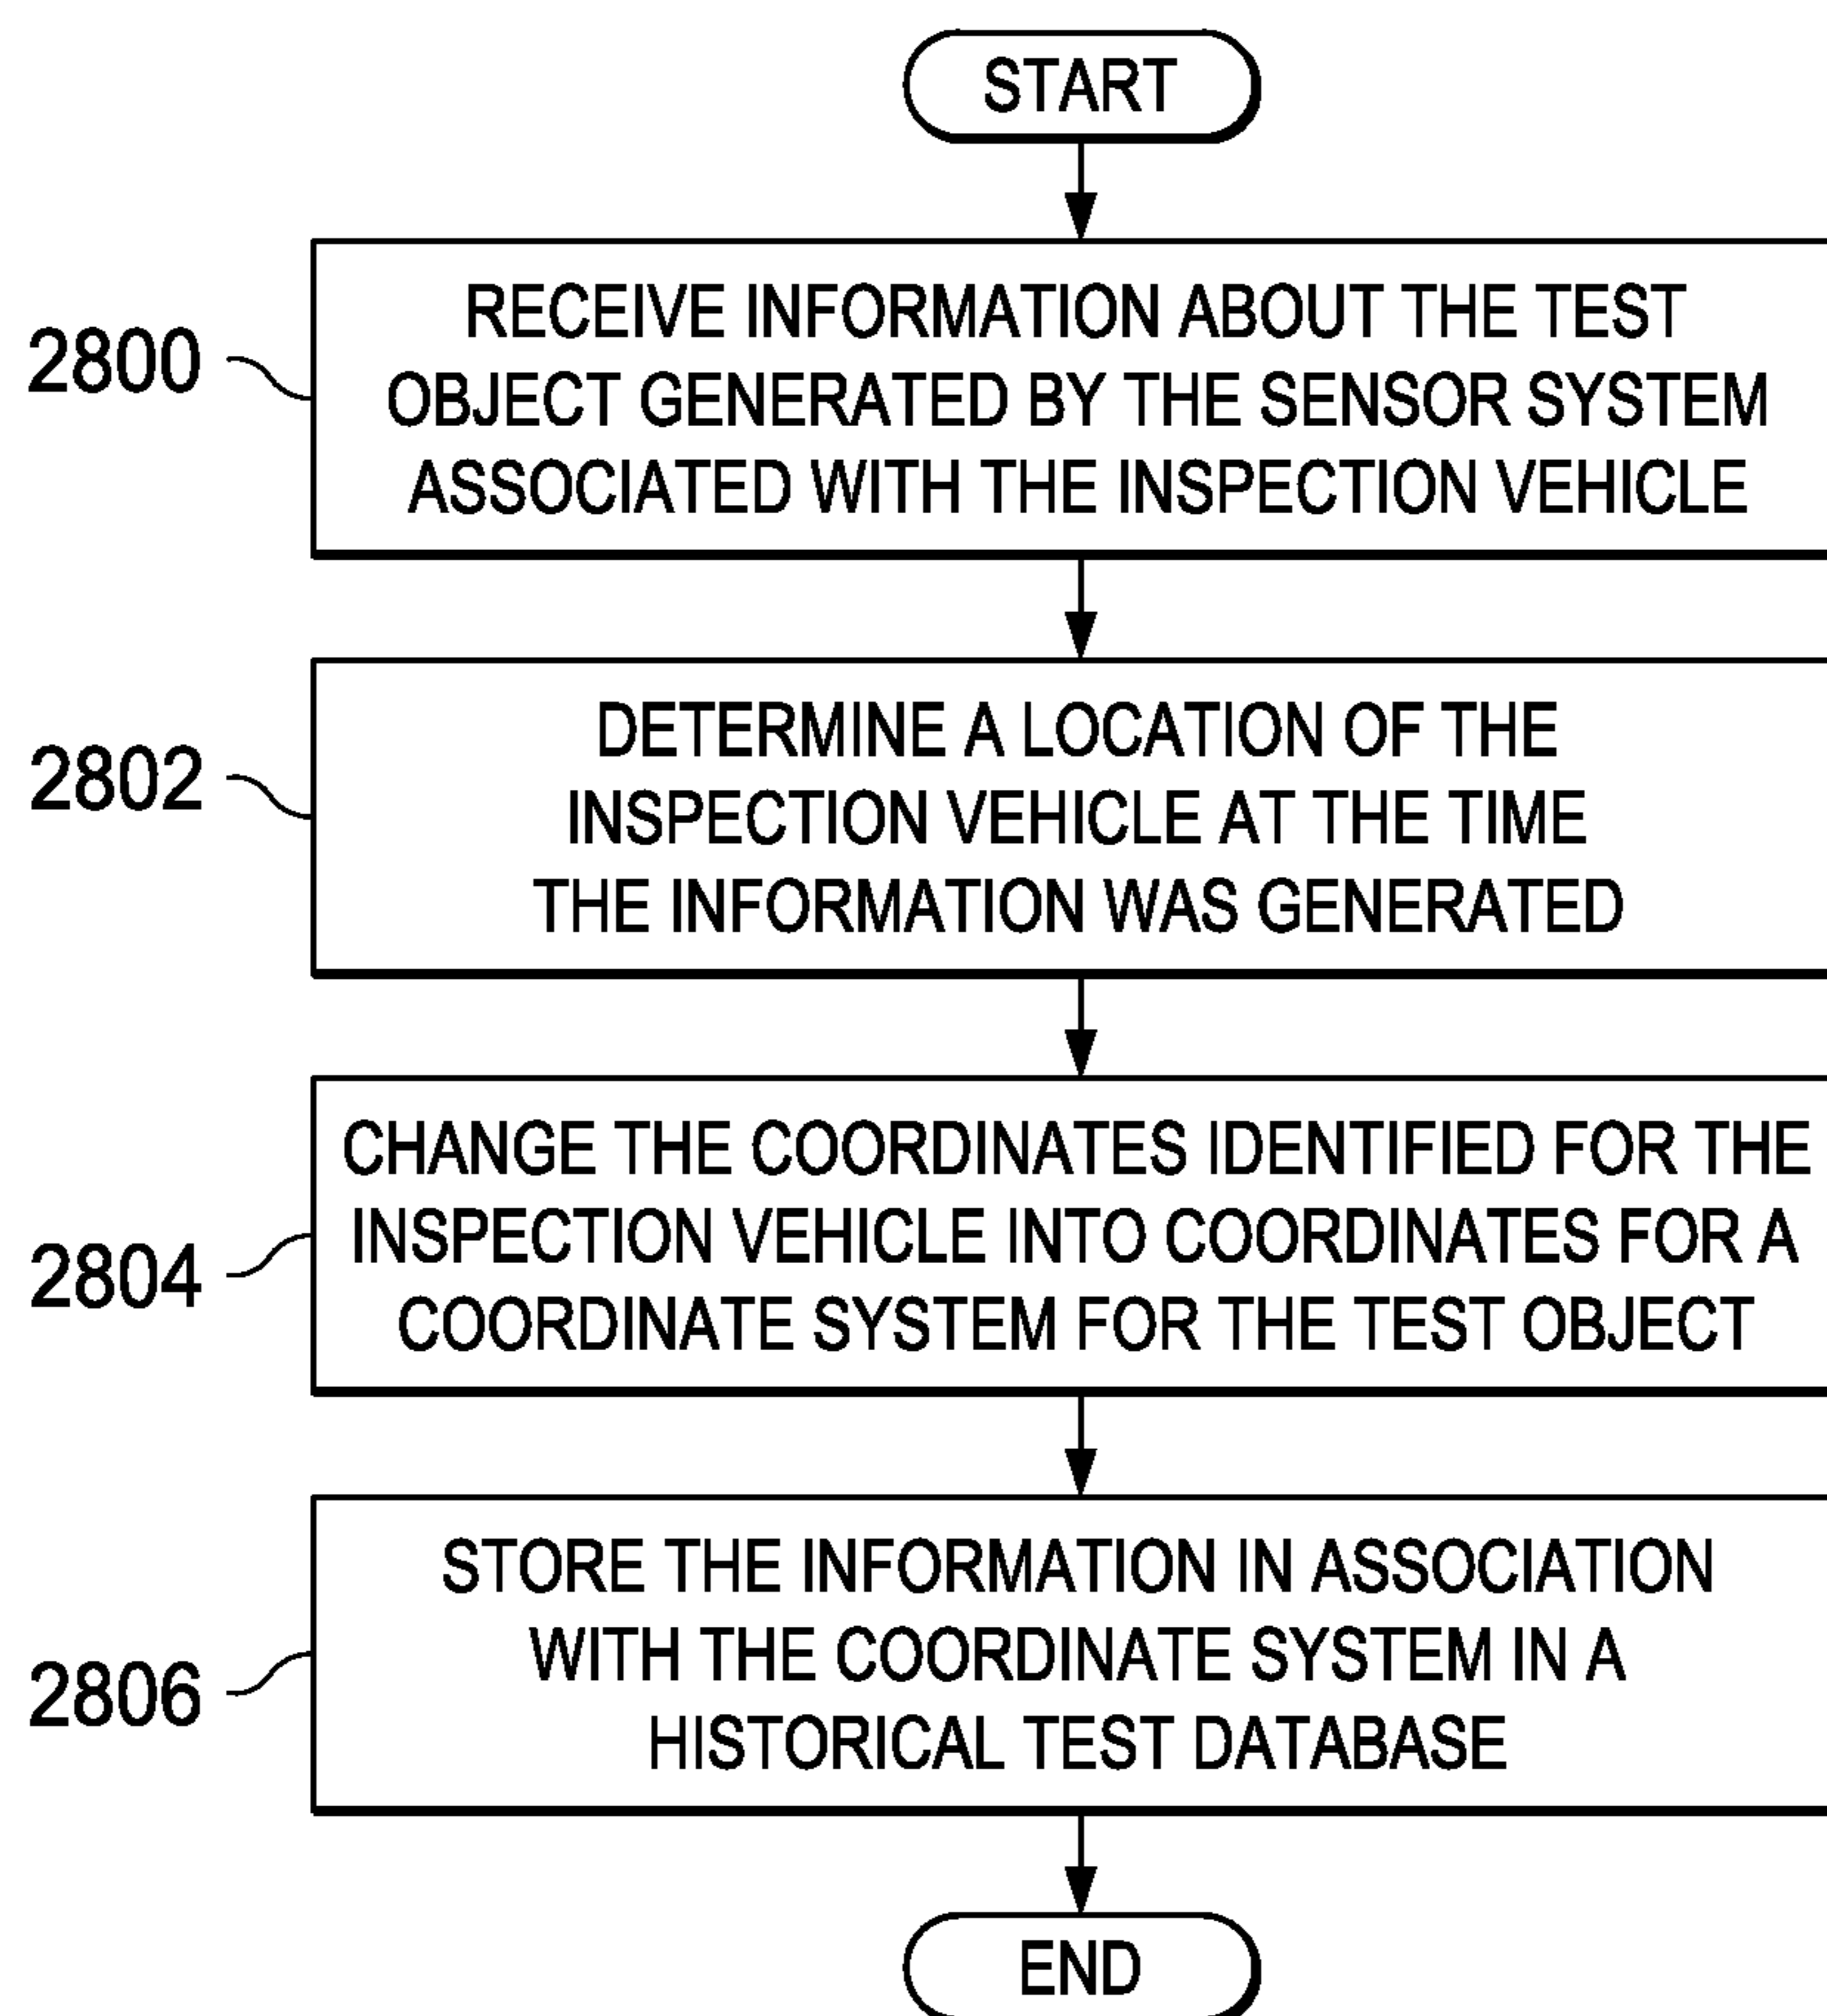 START
2800
RECEIVE INFORMATION ABOUT THE TEST
OBJECT GENERATED BY THE SENSOR SYSTEM
ASSOCIATED WITH THE INSPECTION VEHICLE
2802
DETERMINE A LOCATION OF THE
INSPECTION VEHICLE AT THE TIME
THE INFORMATION WAS GENERATED
2804
CHANGE THE COORDINATES IDENTIFIED FOR THE
INSPECTION VEHICLE INTO COORDINATES FOR A
COORDINATE SYSTEM FOR THE TEST OBJECT
2806
STORE THE INFORMATION IN ASSOCIATION
WITH THE COORDINATE SYSTEM IN A
HISTORICAL TEST DATABASE
END